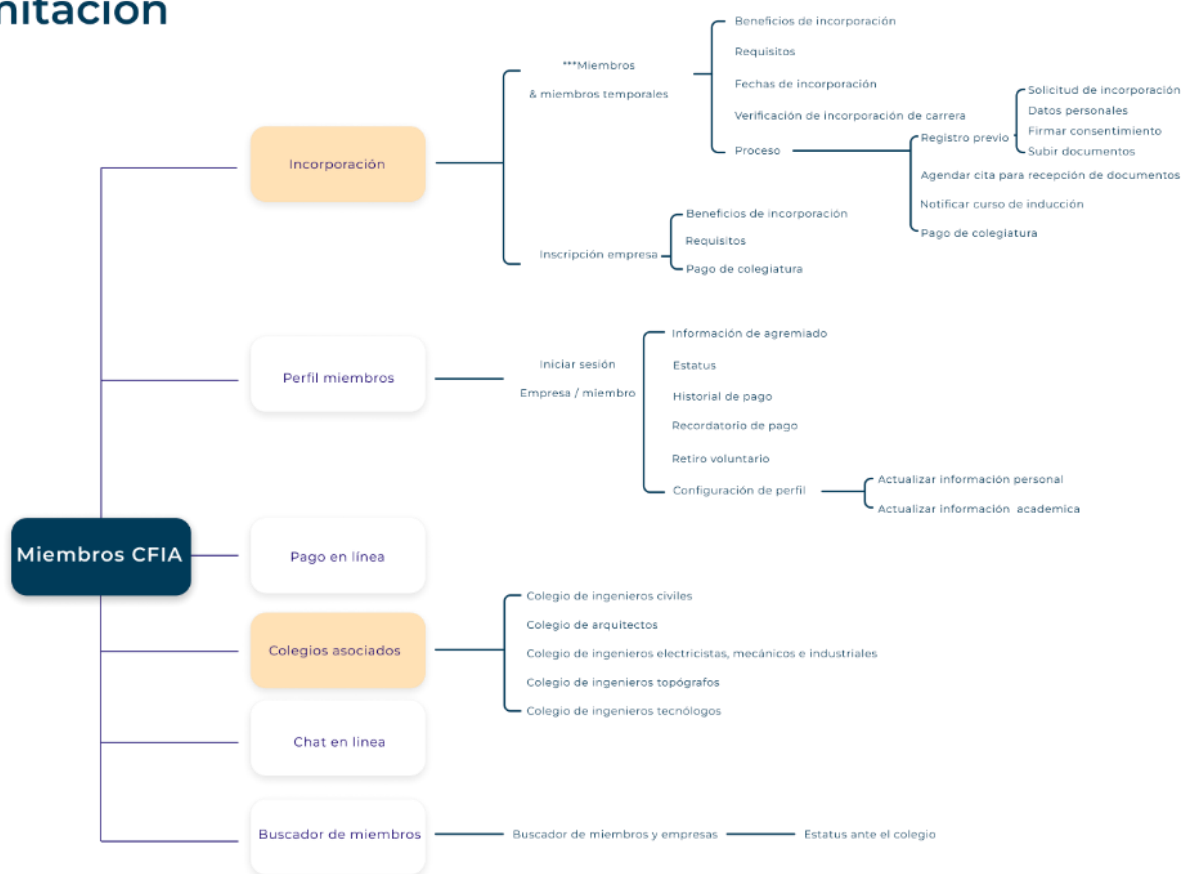 nitación
Miembros CFIA
Incorporación
***Miembros
& miembros temporales
Beneficios de incorporación
Requisitos
Fechas de incorporación
Verificación de incorporación de carrera
Proceso
Registro previo
Solicitud de incorporación
Datos personales
Firmar consentimiento
Subir documentos
Agendar cita para recepción de documentos
Notificar curso de inducción
Pago de colegiatura
Inscripción empresa
Beneficios de incorporación
Requisitos
Pago de colegiatura
Perfil miembros
Iniciar sesión
Empresa / miembro
Información de agremiado
Estatus
Historial de pago
Recordatorio de pago
Retiro voluntario
Configuración de perfil
Actualizar información personal
Actualizar información academica
Pago en línea
Colegios asociados
Colegio de ingenieros civiles
Colegio de arquitectos
Colegio de ingenieros electricistas, mecánicos e industriales
Colegio de ingenieros topógrafos
Colegio de ingenieros tecnólogos
Chat en linea
Buscador de miembros
Buscador de miembros y empresas
Estatus ante el colegio